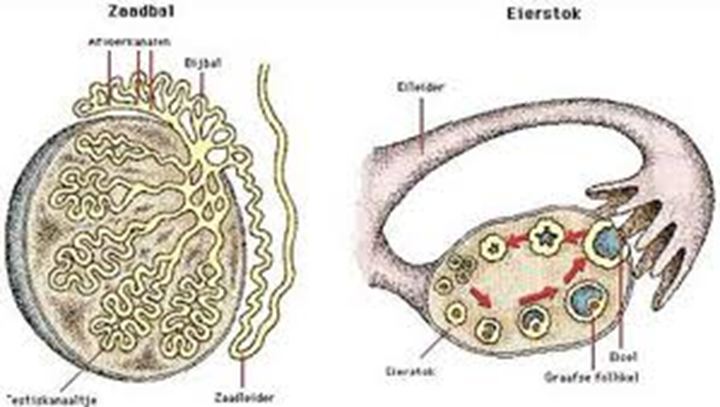 Zaadbal
Eierstok
Afvoerkanalen
Bijbal
Eileider
Testiskanaaltje
Zaadleider
Eierstok
Eicel
Graafse follikel